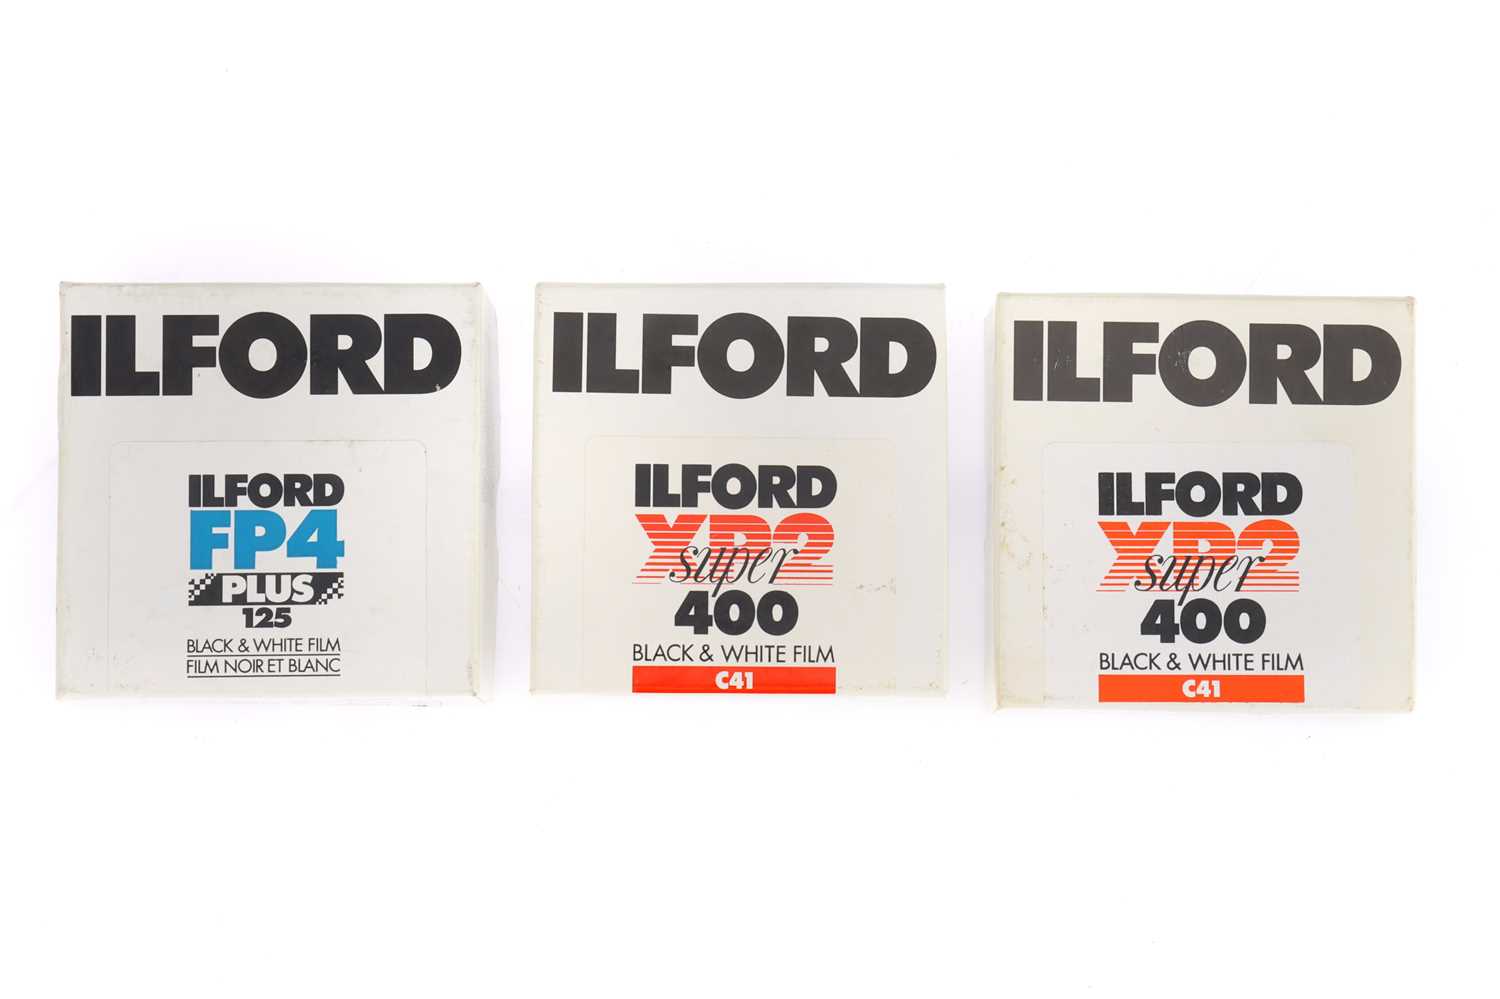 ILFORD
ILFORD
FP4
PLUS
125
BLACK & WHITE FILM
FILM NOIR ET BLANC
ILFORD
ILFORD
XP2
super
400
BLACK & WHITE FILM
C41
ILFORD
ILFORD
XP2
super
400
BLACK & WHITE FILM
C41